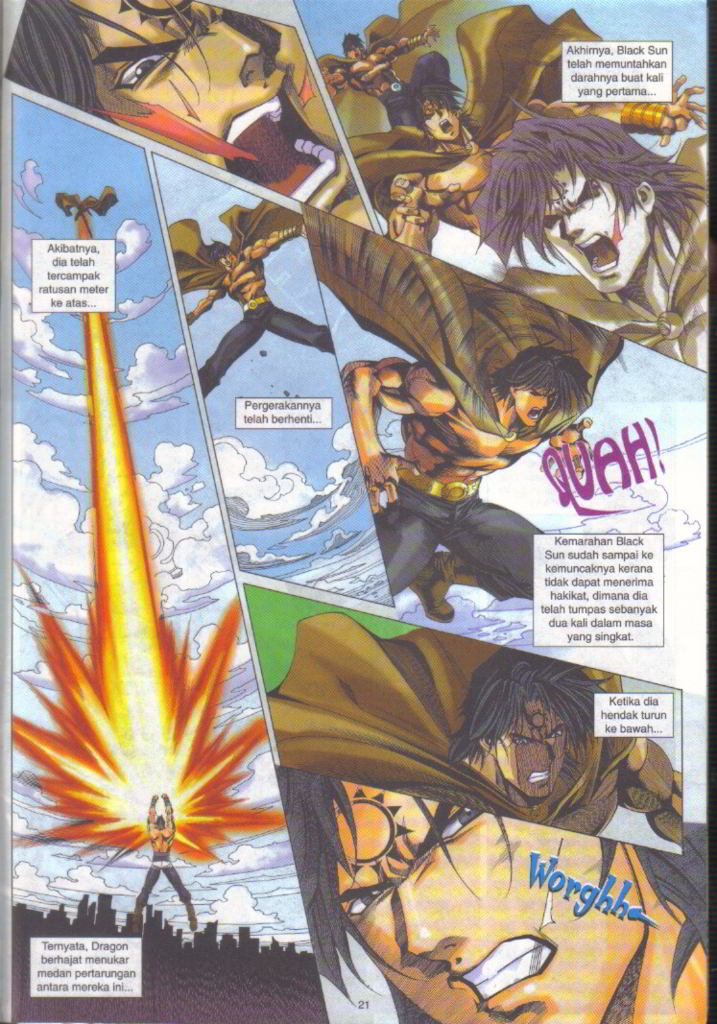 Akhirnya, Black Sun
telah memuntahkan
darahnya buat kali
yang pertama...
Akibatnya,
dia telah
tercampak
ratusan meter
ke atas...
Pergerakannya
telah berhenti...
QUAH!
Kemarahan Black
Sun sudah sampai ke
kemuncaknya kerana
tidak dapat menerima
hakikat, dimana dia
telah tumpas sebanyak
dua kali dalam masa
yang singkat.
Ketika dia
hendak turun
ke bawah...
Worghhh
Ternyata, Dragon
berhajat menukar
medan pertarungan
antara mereka ini...
21